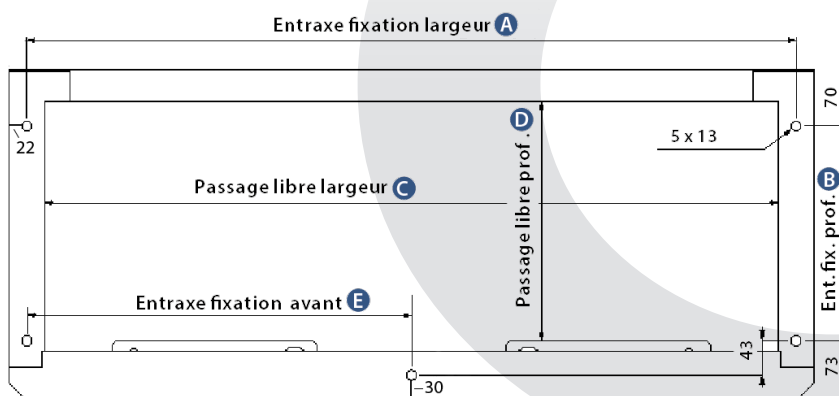 Entraxe fixation largeur A
70
22
5 x 13
Passage libre prof. D
Passage libre largeur C
Ent. fix. prof. B
Entraxe fixation avant E
43
73
30